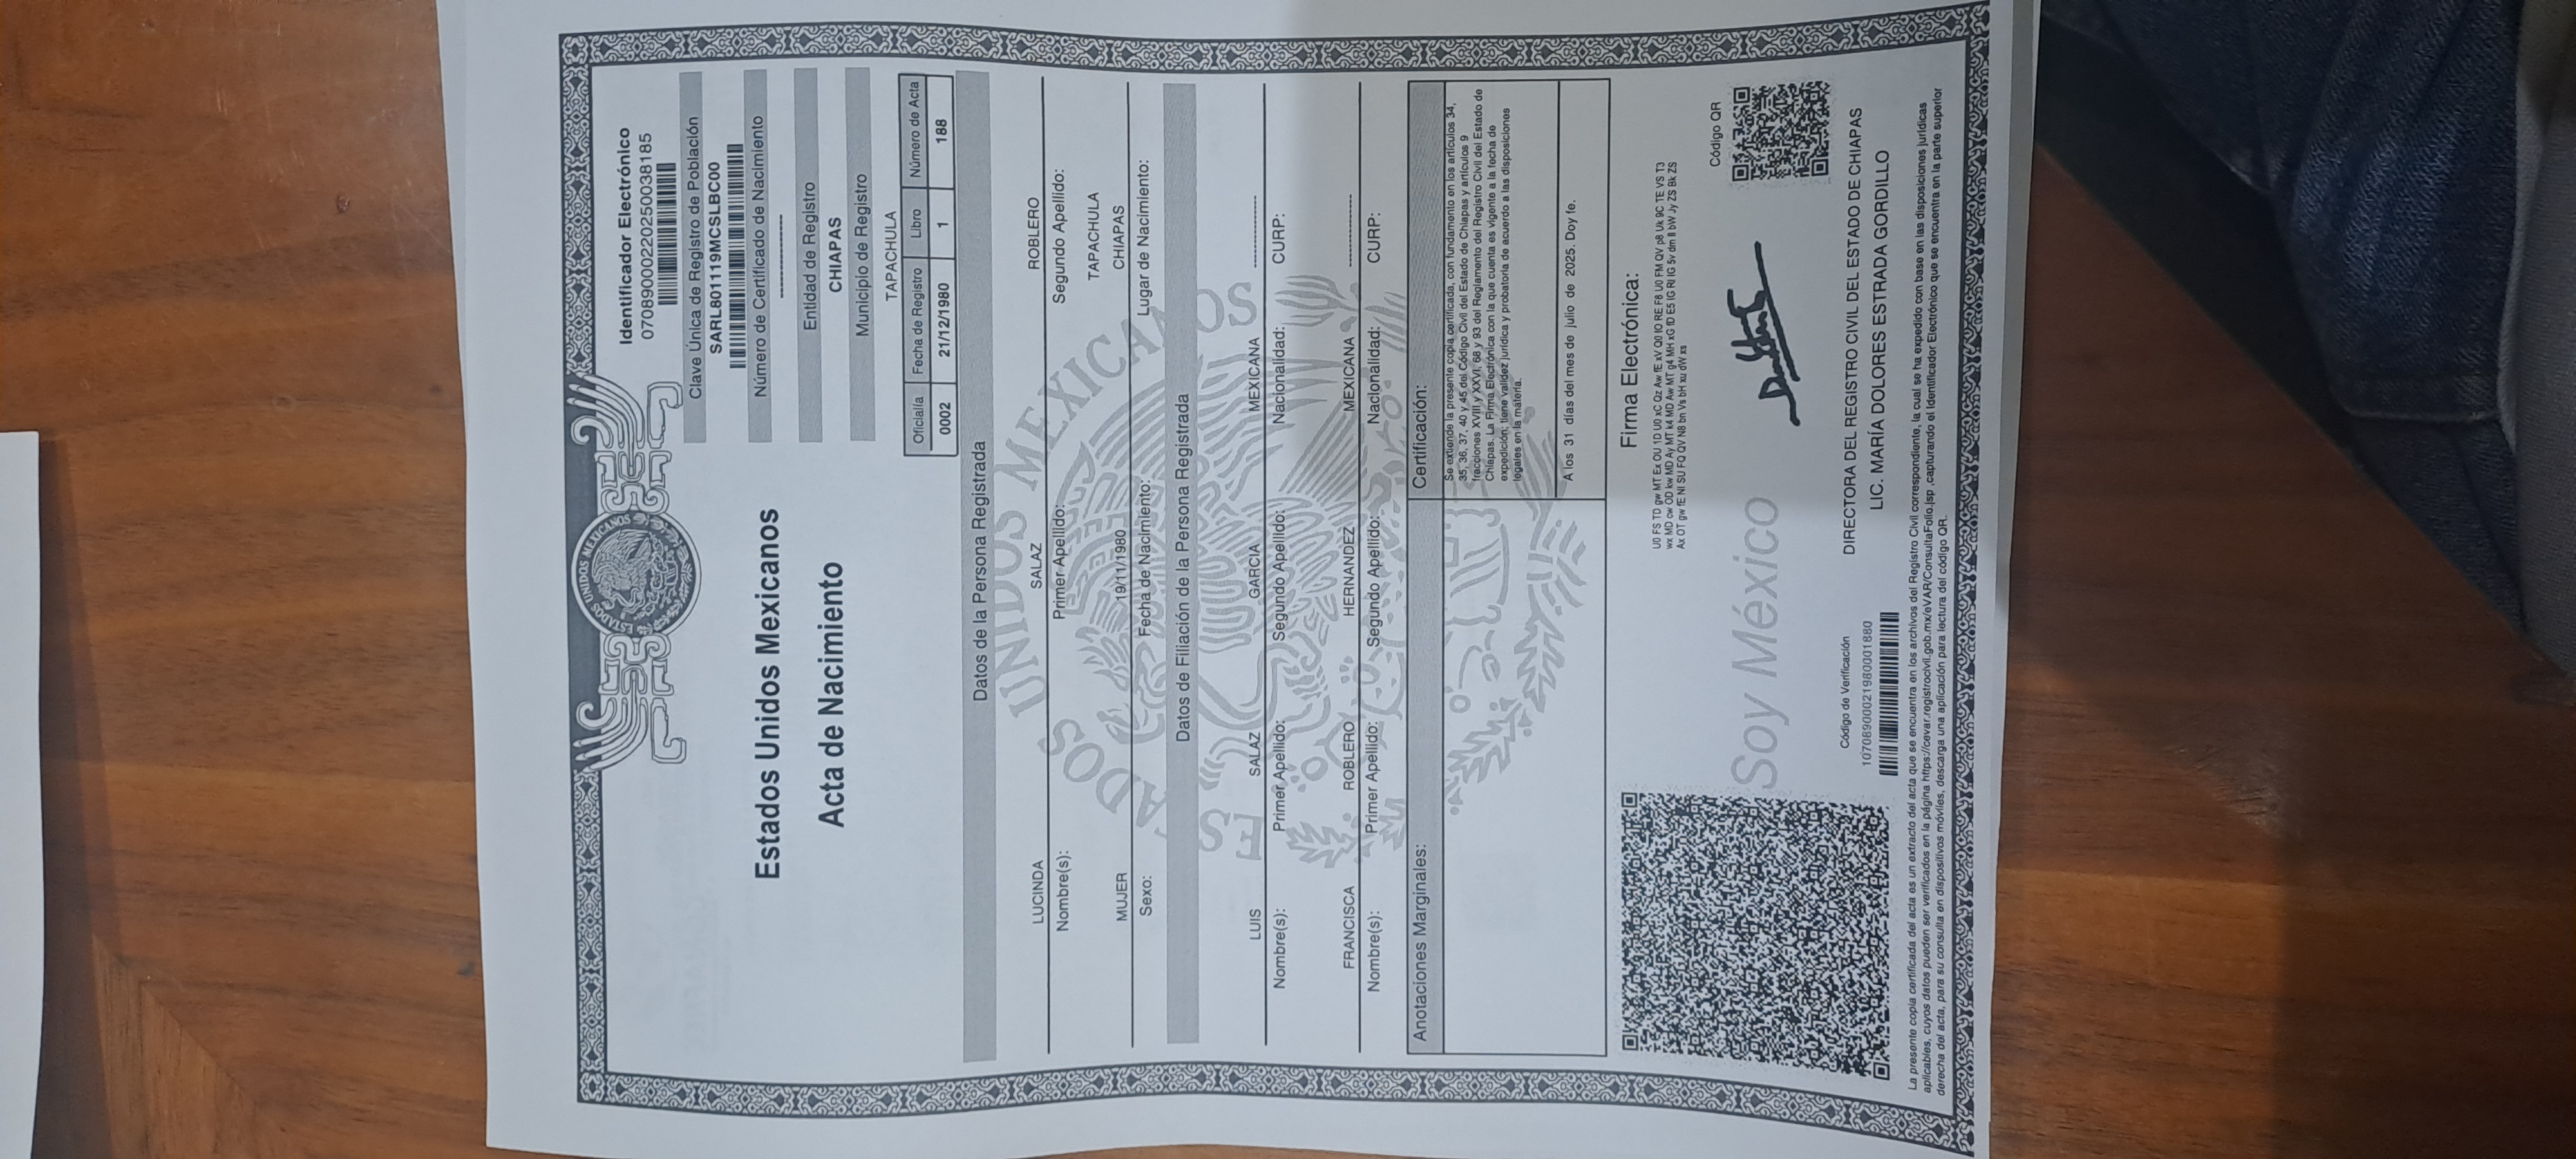 ESTADOS UNIDOS MEXICANOS
Identificador Electrónico
07089000220250038185
Clave Única de Registro de Población
SARL801119MCSLBC00
Número de Certificado de Nacimiento
Estados Unidos Mexicanos
Acta de Nacimiento
Entidad de Registro
CHIAPAS
Municipio de Registro
TAPACHULA
Oficialía Fecha de Registro Libro Número de Acta
0002 21/12/1980 1 188
Datos de la Persona Registrada
LUCINDA SALAZ ROBLERO
Nombre(s): Primer Apellido: Segundo Apellido:
TAPACHULA
MUJER 19/11/1980 CHIAPAS
Sexo: Fecha de Nacimiento: Lugar de Nacimiento:
Datos de Filiación de la Persona Registrada
LUIS SALAZ GARCIA MEXICANA
Nombre(s): Primer Apellido: Segundo Apellido: Nacionalidad: CURP:
FRANCISCA ROBLERO HERNANDEZ MEXICANA
Nombre(s): Primer Apellido: Segundo Apellido: Nacionalidad: CURP:
ESTADOS UNIDOS MEXICANOS
Anotaciones Marginales:
Certificación:
Se extiende la presente copia certificada, con fundamento en los artículos 34,
35, 36, 37, 40 y 45 del Código Civil del Estado de Chiapas y artículos 9
fracciones XVIII y XXVI, 68 y 93 del Reglamento del Registro Civil del Estado de
Chiapas. La Firma Electrónica con la que cuenta es vigente a la fecha de
expedición; tiene validez jurídica y probatoria de acuerdo a las disposiciones
legales en la materia.
A los 31 días del mes de julio de 2025. Doy fe.
Firma Electrónica:
Código QR
Soy México
Código de Verificación
10708900021980001880
DIRECTORA DEL REGISTRO CIVIL DEL ESTADO DE CHIAPAS
LIC. MARÍA DOLORES ESTRADA GORDILLO
La presente copia certificada del acta es un extracto del acta que se encuentra en los archivos del Registro Civil correspondiente, la cual se ha expedido con base en las disposiciones jurídicas
aplicables, cuyos datos pueden ser verificados en la página https://cevar.registrocivil.gob.mx/eVAR/ConsultaFolio.jsp ,capturando el Identificador Electrónico que se encuentra en la parte superior
derecha del acta, para su consulta en dispositivos móviles, descarga una aplicación para lectura del código QR.